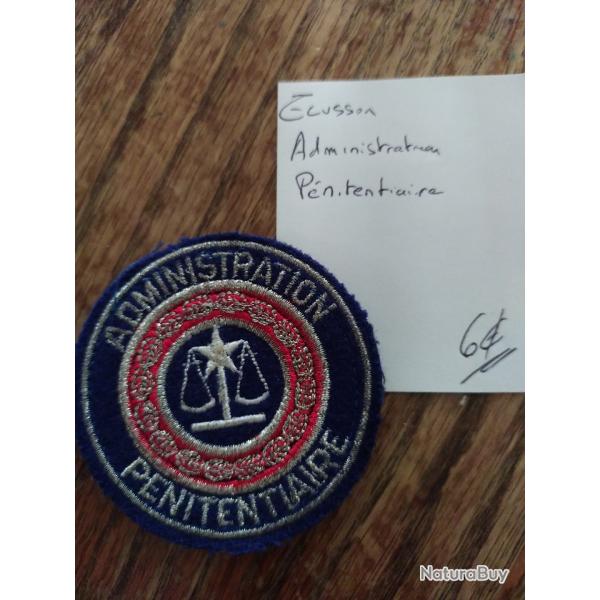 Ecusson
Administration
Pénitentiaire
6€
ADMINISTRATION
PENITENTIAIRE
NaturaBuy